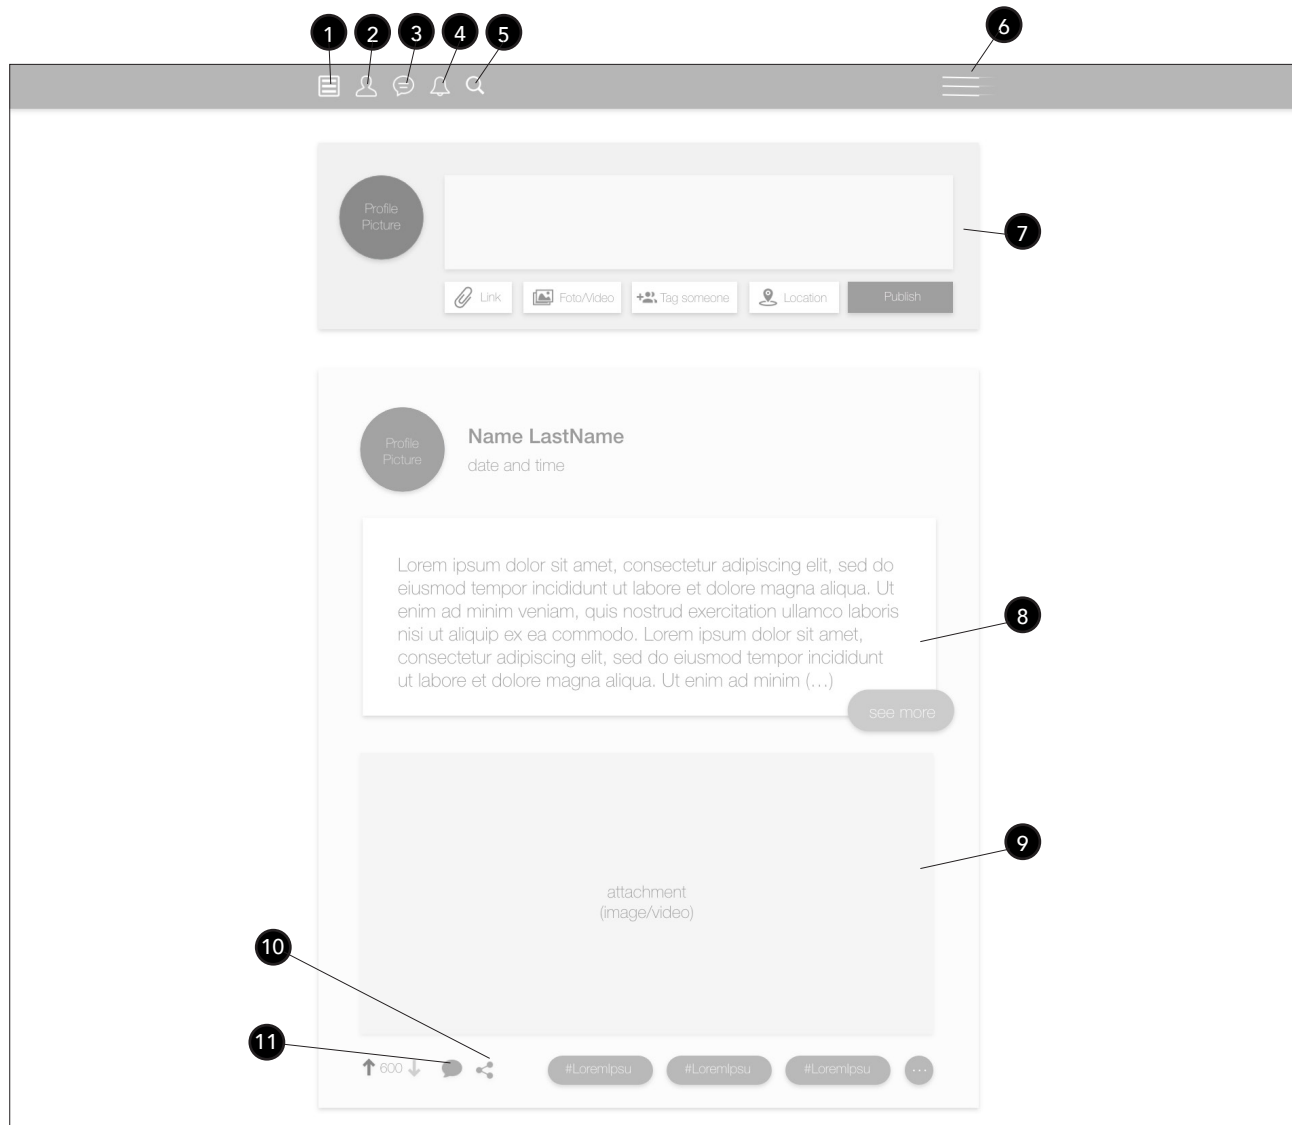 1 2 3 4 5 6
Profile
Picture
7
Link Foto/Video Tag someone Location Publish
Profile
Picture
Name LastName
date and time
Lorem ipsum dolor sit amet, consectetur adipiscing elit, sed do
eiusmod tempor incididunt ut labore et dolore magna aliqua. Ut
enim ad minim veniam, quis nostrud exercitation ullamco laboris
nisi ut aliquip ex ea commodo. Lorem ipsum dolor sit amet,
consectetur adipiscing elit, sed do eiusmod tempor incididunt
ut labore et dolore magna aliqua. Ut enim ad minim (...)
8
see more
9
attachment
(image/video)
10
11
600
#LoremIpsu #LoremIpsu #LoremIpsu ...